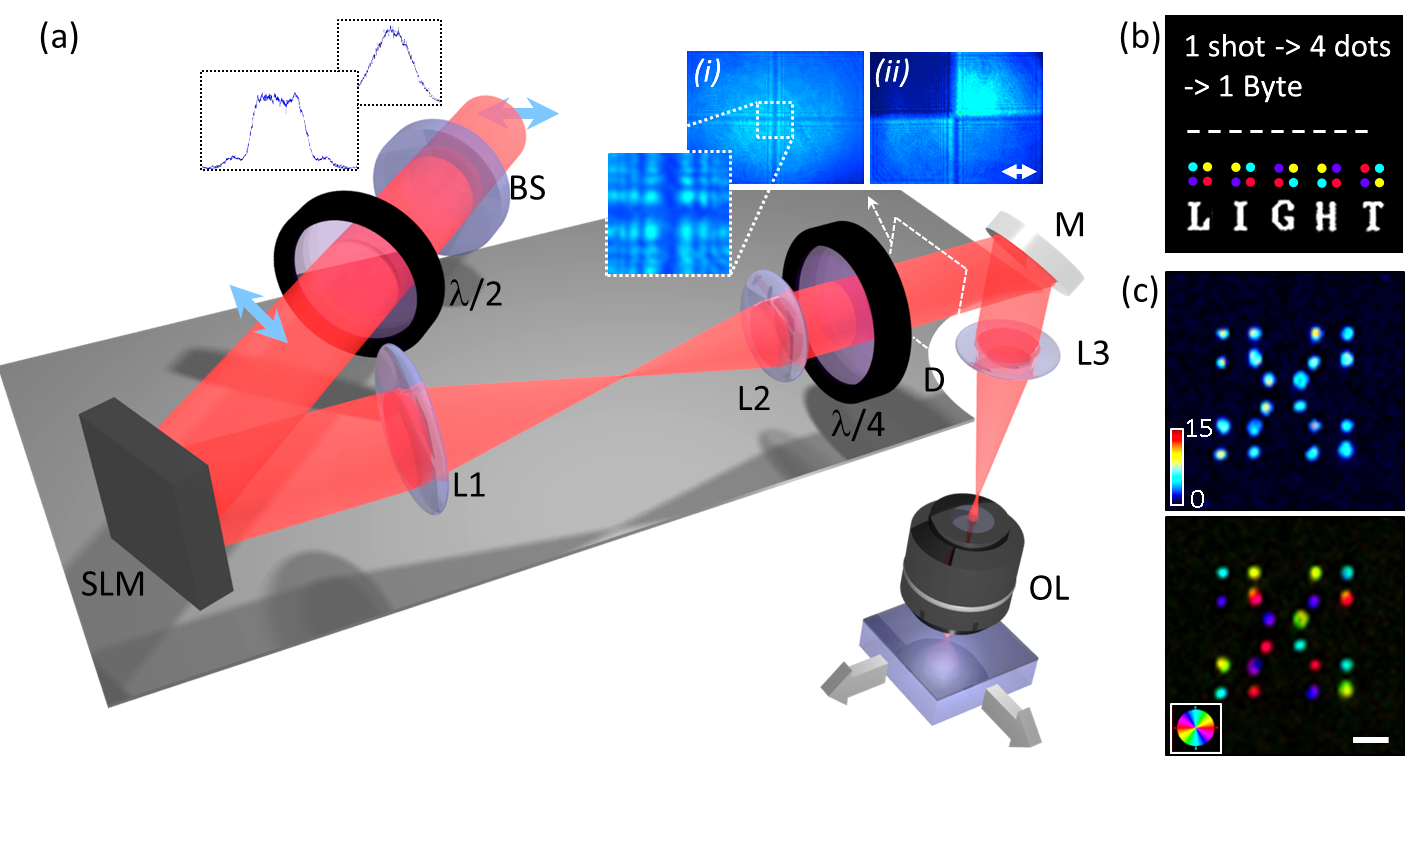 (a)
BS
λ/2
SLM
L1
L2
λ/4
D
M
L3
OL
(i)
(ii)
(b)
1 shot -> 4 dots
-> 1 Byte
L I G H T
(c)
15
0